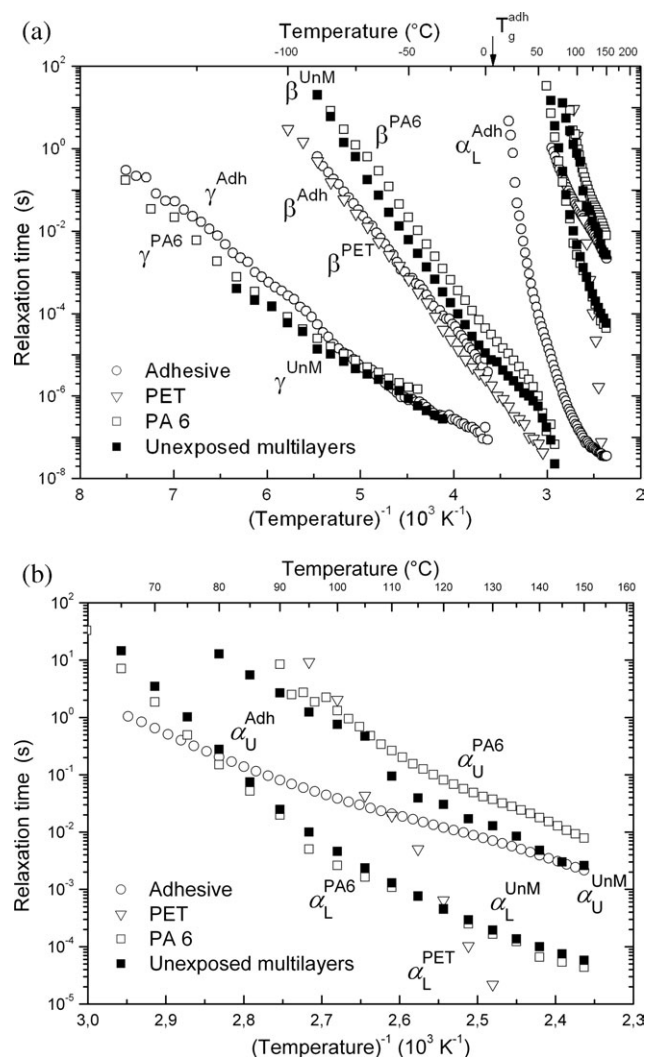 (a)
Temperature (°C)
T_g^adh
-100 -50 0 50 100 150 200
10^2
10^0
10^-2
10^-4
10^-6
10^-8
Relaxation time (s)
β^UnM
β^PA6
α_L^Adh
γ^Adh
β^Adh
γ^PA6
β^PET
γ^UnM
Adhesive
PET
PA 6
Unexposed multilayers
8 7 6 5 4 3 2
(Temperature)^-1 (10^3 K^-1)
(b)
Temperature (°C)
70 80 90 100 110 120 130 140 150 160
10^2
10^1
10^0
10^-1
10^-2
10^-3
10^-4
10^-5
Relaxation time (s)
α_U^Adh
α_U^PA6
α_L^PA6
α_L^UnM
α_U^UnM
α_L^PET
Adhesive
PET
PA 6
Unexposed multilayers
3,0 2,9 2,8 2,7 2,6 2,5 2,4 2,3
(Temperature)^-1 (10^3 K^-1)